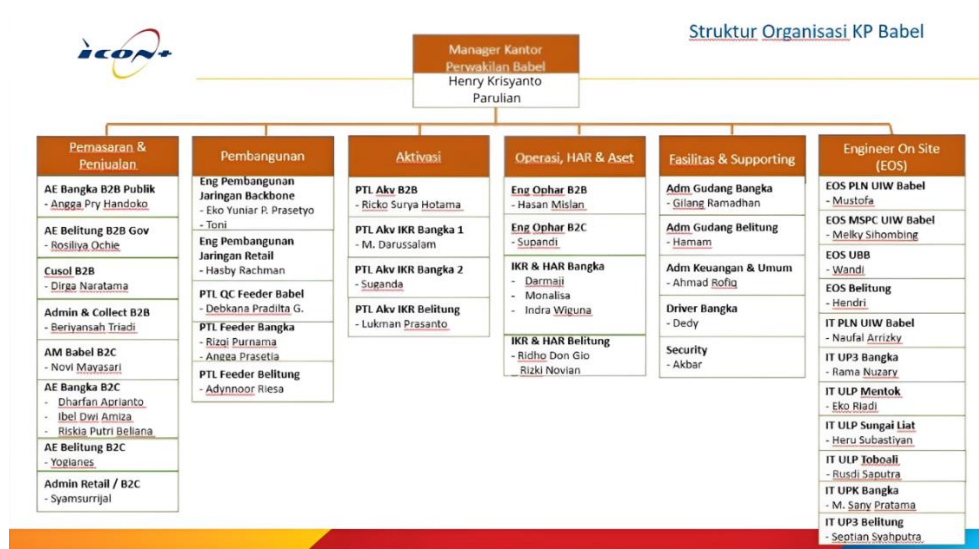 icon+
Struktur Organisasi KP Babel
Manager Kantor
Perwakilan Babel
Henry Krisyanto
Parulian
Pemasaran &
Penjualan
AE Bangka B2B Publik
- Angga Pry Handoko
AE Belitung B2B Gov
- Rosiliya Ochie
Cusol B2B
- Dirga Naratama
Admin & Collect B2B
- Beriyansah Triadi
AM Babel B2C
- Novi Mayasari
AE Bangka B2C
- Dharfan Aprianto
- Ibel Dwi Amiza
- Riskia Putri Beliana
AE Belitung B2C
- Yogianes
Admin Retail / B2C
- Syamsurrijal
Pembangunan
Eng Pembangunan
Jaringan Backbone
- Eko Yuniar P. Prasetyo
- Toni
Eng Pembangunan
Jaringan Retail
- Hasby Rachman
PTL QC Feeder Babel
- Debkana Pradilta G.
PTL Feeder Bangka
- Rizqi Purnama
- Angga Prasetia
PTL Feeder Belitung
- Adynnoor Riesa
Aktivasi
PTL Akv B2B
- Ricko Surya Hotama
PTL Akv IKR Bangka 1
- M. Darussalam
PTL Akv IKR Bangka 2
- Suganda
PTL Akv IKR Belitung
- Lukman Prasanto
Operasi, HAR & Aset
Eng Ophar B2B
- Hasan Mislan
Eng Ophar B2C
- Supandi
IKR & HAR Bangka
- Darmaji
- Monalisa
- Indra Wiguna
IKR & HAR Belitung
- Ridho Don Gio
Rizki Novian
Fasilitas & Supporting
Adm Gudang Bangka
- Gilang Ramadhan
Adm Gudang Belitung
- Hamam
Adm Keuangan & Umum
- Ahmad Rofiq
Driver Bangka
- Dedy
Security
- Akbar
Engineer On Site
(EOS)
EOS PLN UIW Babel
- Mustofa
EOS MSPC UIW Babel
- Melky Sihombing
EOS UBB
- Wandi
EOS Belitung
- Hendri
IT PLN UIW Babel
- Naufal Arrizky
IT UP3 Bangka
- Rama Nuzary
IT ULP Mentok
- Eko Riadi
IT ULP Sungai Liat
- Heru Subastiyan
IT ULP Toboali
- Rusdi Saputra
IT UPK Bangka
- M. Sany Pratama
IT UP3 Belitung
- Septian Syahputra